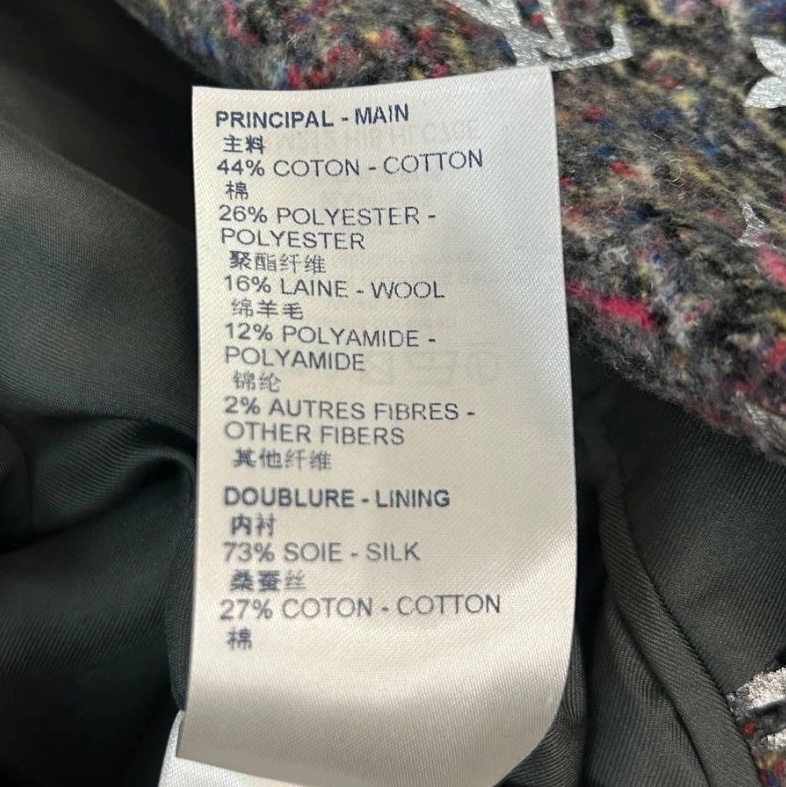 PRINCIPAL - MAIN
主料
44% COTON - COTTON
棉
26% POLYESTER -
POLYESTER
聚酯纤维
16% LAINE - WOOL
绵羊毛
12% POLYAMIDE -
POLYAMIDE
锦纶
2% AUTRES FIBRES -
OTHER FIBERS
其他纤维
DOUBLURE - LINING
内衬
73% SOIE - SILK
桑蚕丝
27% COTON - COTTON
棉